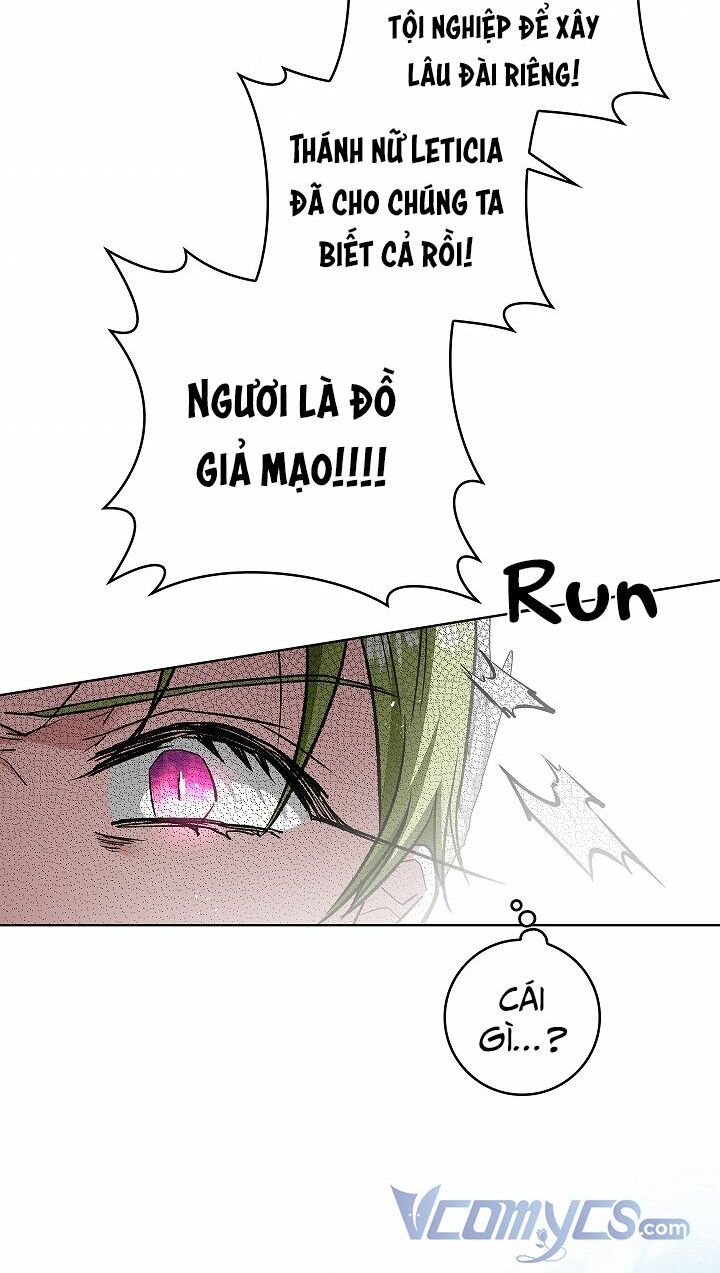 TỘI NGHIỆP ĐỂ XÂY
LÂU ĐÀI RIÊNG!
THÁNH NỮ LETICIA
ĐÃ CHO CHÚNG TA
BIẾT CẢ RỒI!
NGƯƠI LÀ ĐỒ
GIẢ MẠO!!!!
RUN
CÁI
GÌ...?
VCOMYCS.com